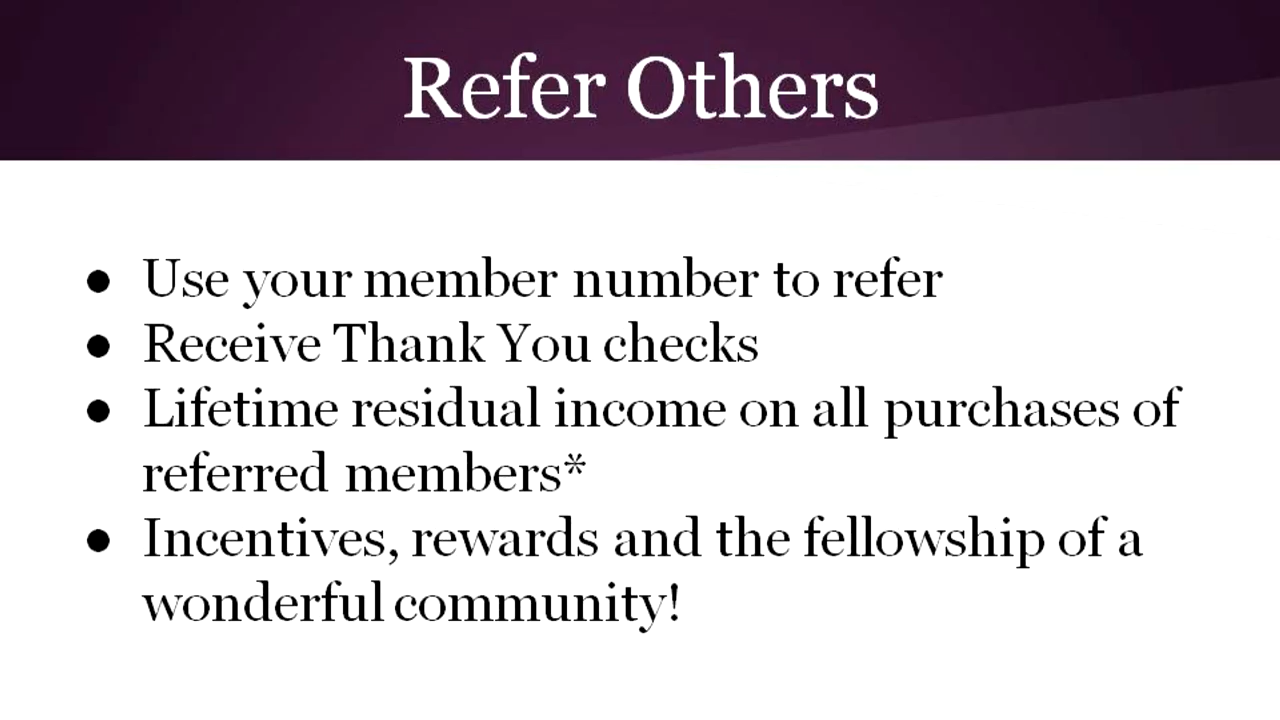 Refer Others
● Use your member number to refer
● Receive Thank You checks
● Lifetime residual income on all purchases of
referred members*
● Incentives, rewards and the fellowship of a
wonderful community!